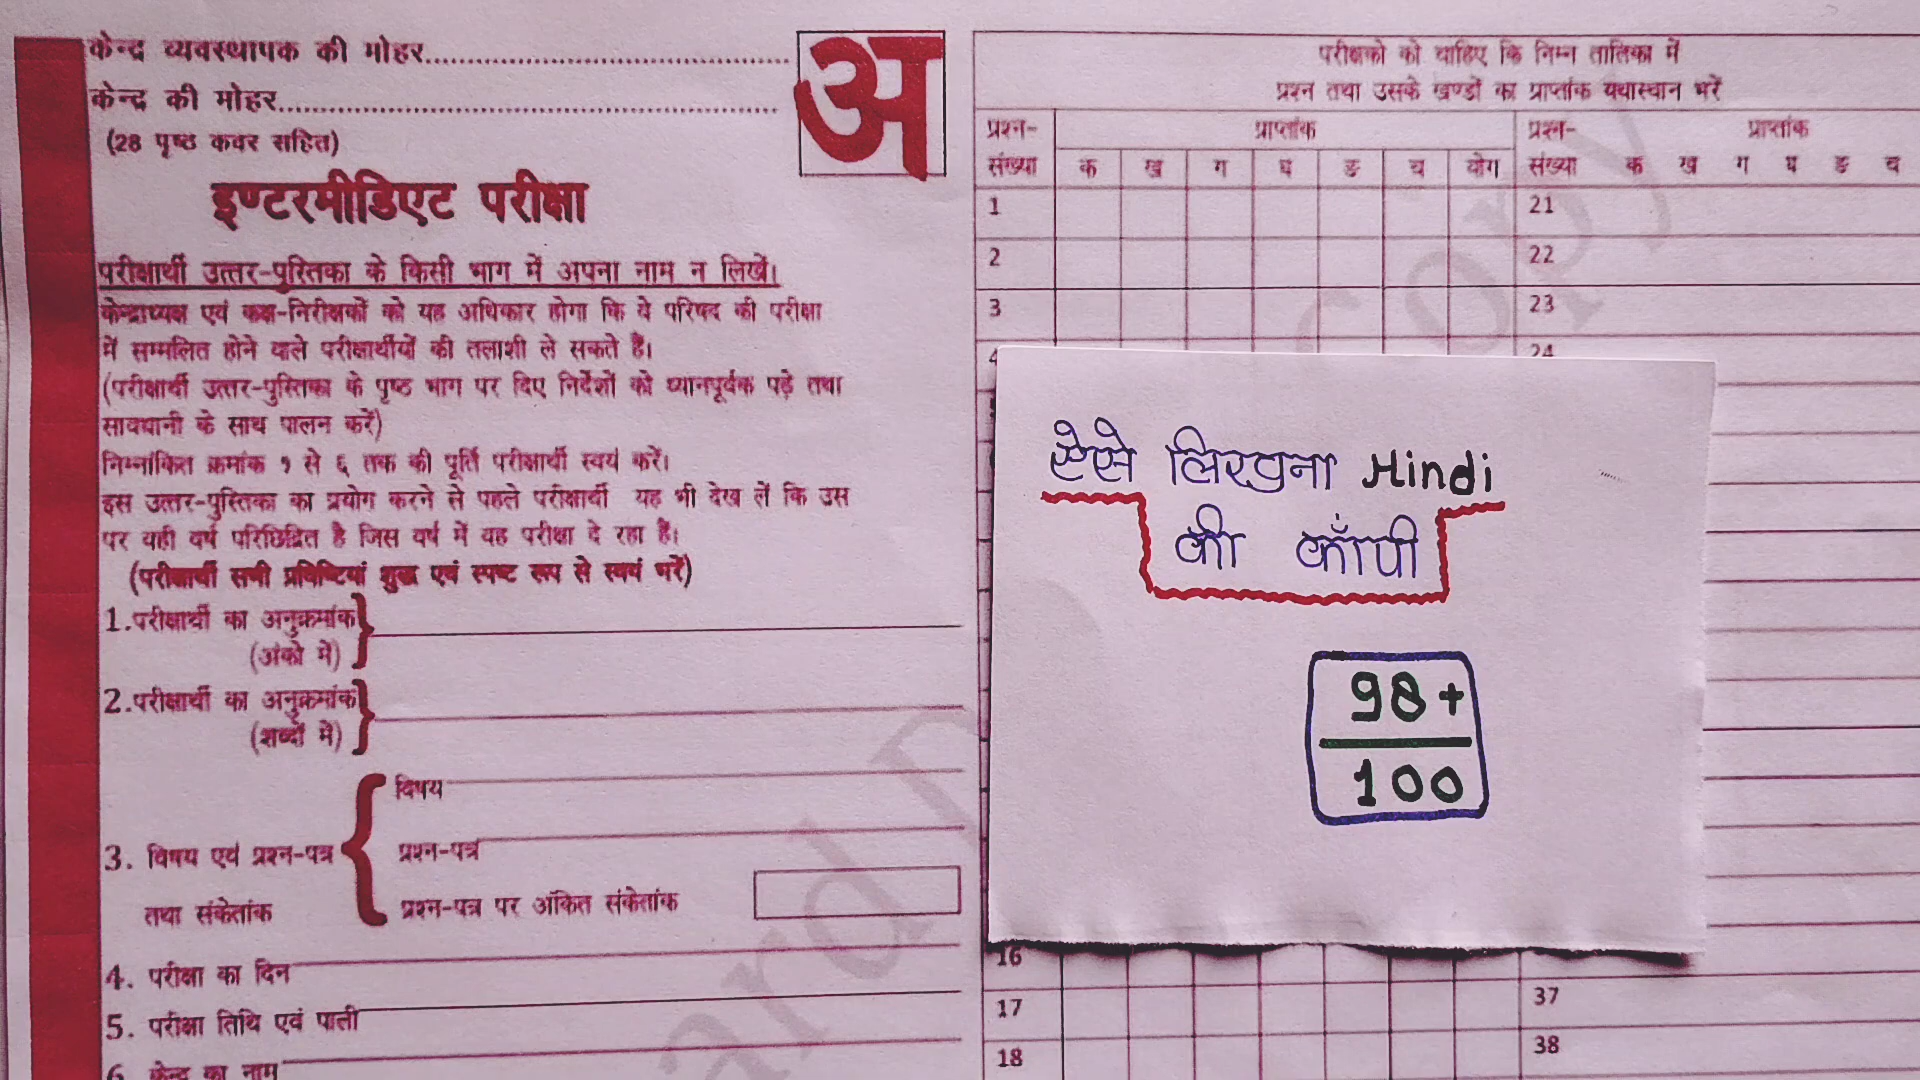 केन्द्र व्यवस्थापक की मोहर
केन्द्र की मोहर
(28 पृष्ठ कवर सहित)
अ
इण्टरमीडिएट परीक्षा
परीक्षार्थी उत्तर-पुस्तिका के किसी भाग में अपना नाम न लिखें।
केन्द्राध्यक्ष एवं कक्ष-निरीक्षकों को यह अधिकार होगा कि वे परिषद की परीक्षा
में सम्मलित होने वाले परीक्षार्थीयों की तलाशी ले सकते हैं।
(परीक्षार्थी उत्तर-पुस्तिका के पृष्ठ भाग पर दिए निर्देशों को ध्यानपूर्वक पढ़े तथा
सावधानी के साथ पालन करें)
निम्नांकित क्रमांक १ से ६ तक की पूर्ति परीक्षार्थी स्वयं करें।
इस उत्तर-पुस्तिका का प्रयोग करने से पहले परीक्षार्थी यह भी देख लें कि उस
पर वही वर्ष परिछिद्रित है जिस वर्ष में वह परीक्षा दे रहा है।
(परीक्षार्थी सभी प्रविष्टियां शुद्ध एवं स्पष्ट रूप से स्वयं भरें)
1.परीक्षार्थी का अनुक्रमांक
(अंको में)
2.परीक्षार्थी का अनुक्रमांक
(शब्दों में)
विषय
3. विषय एवं प्रश्न-पत्र
प्रश्न-पत्र
तथा संकेतांक
प्रश्न-पत्र पर अंकित संकेतांक
4. परीक्षा का दिन
5. परीक्षा तिथि एवं पाली
6. केन्द्र का नाम
परीक्षको को चाहिए कि निम्न तालिका में
प्रश्न तथा उसके खण्डों का प्राप्तांक यथास्थान भरें
प्रश्न- प्राप्तांक प्रश्न- प्राप्तांक
संख्या क ख ग घ ङ च योग संख्या क ख ग घ ङ च
1 21
2 22
3 23
4 24
ऐसे लिखना Hindi
की कॉपी
98+
100
16
17 37
18 38